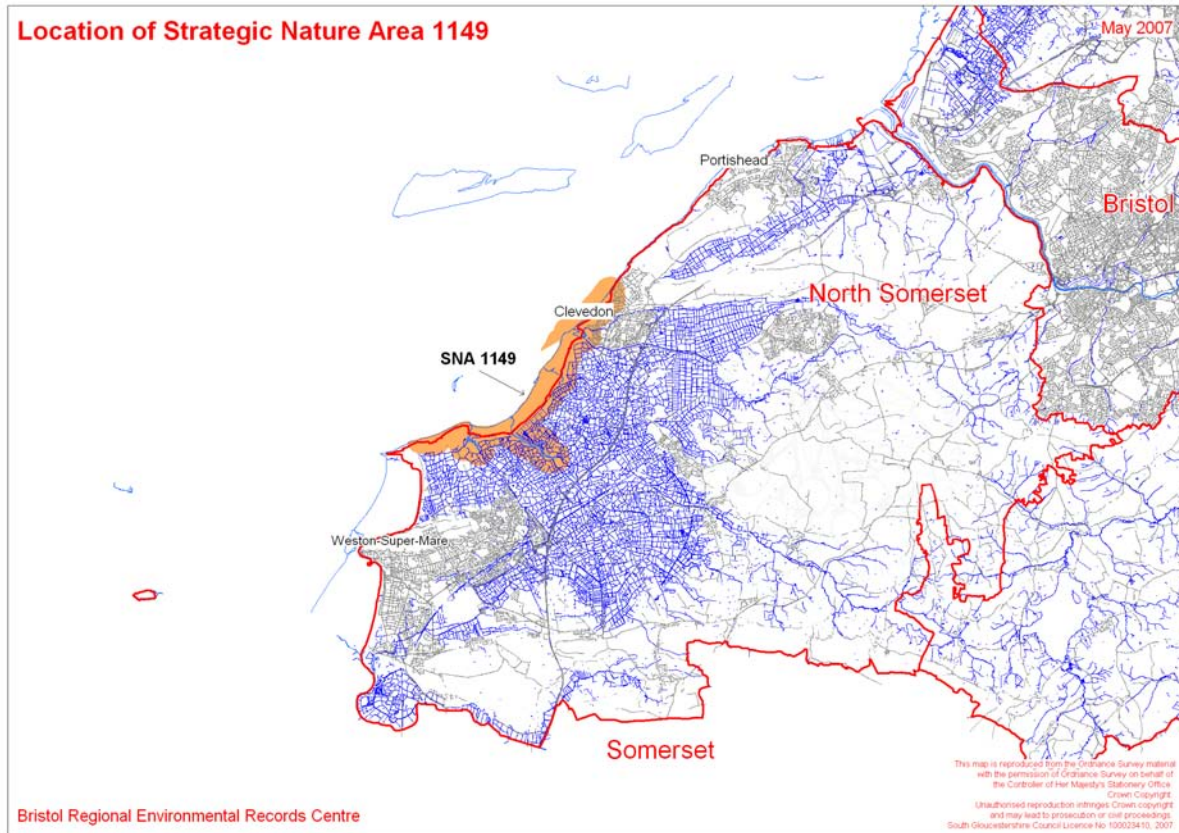 Location of Strategic Nature Area 1149
May 2007
Portishead
Bristol
North Somerset
Clevedon
SNA 1149
Weston-Super-Mare
Somerset
This map is reproduced from the Ordnance Survey material
with the permission of Ordnance Survey on behalf of
the Controller of Her Majesty's Stationery Office.
Crown Copyright.
Unauthorised reproduction infringes Crown copyright
and may lead to prosecution or civil proceedings.
South Gloucestershire Council Licence No 100023410, 2007
Bristol Regional Environmental Records Centre